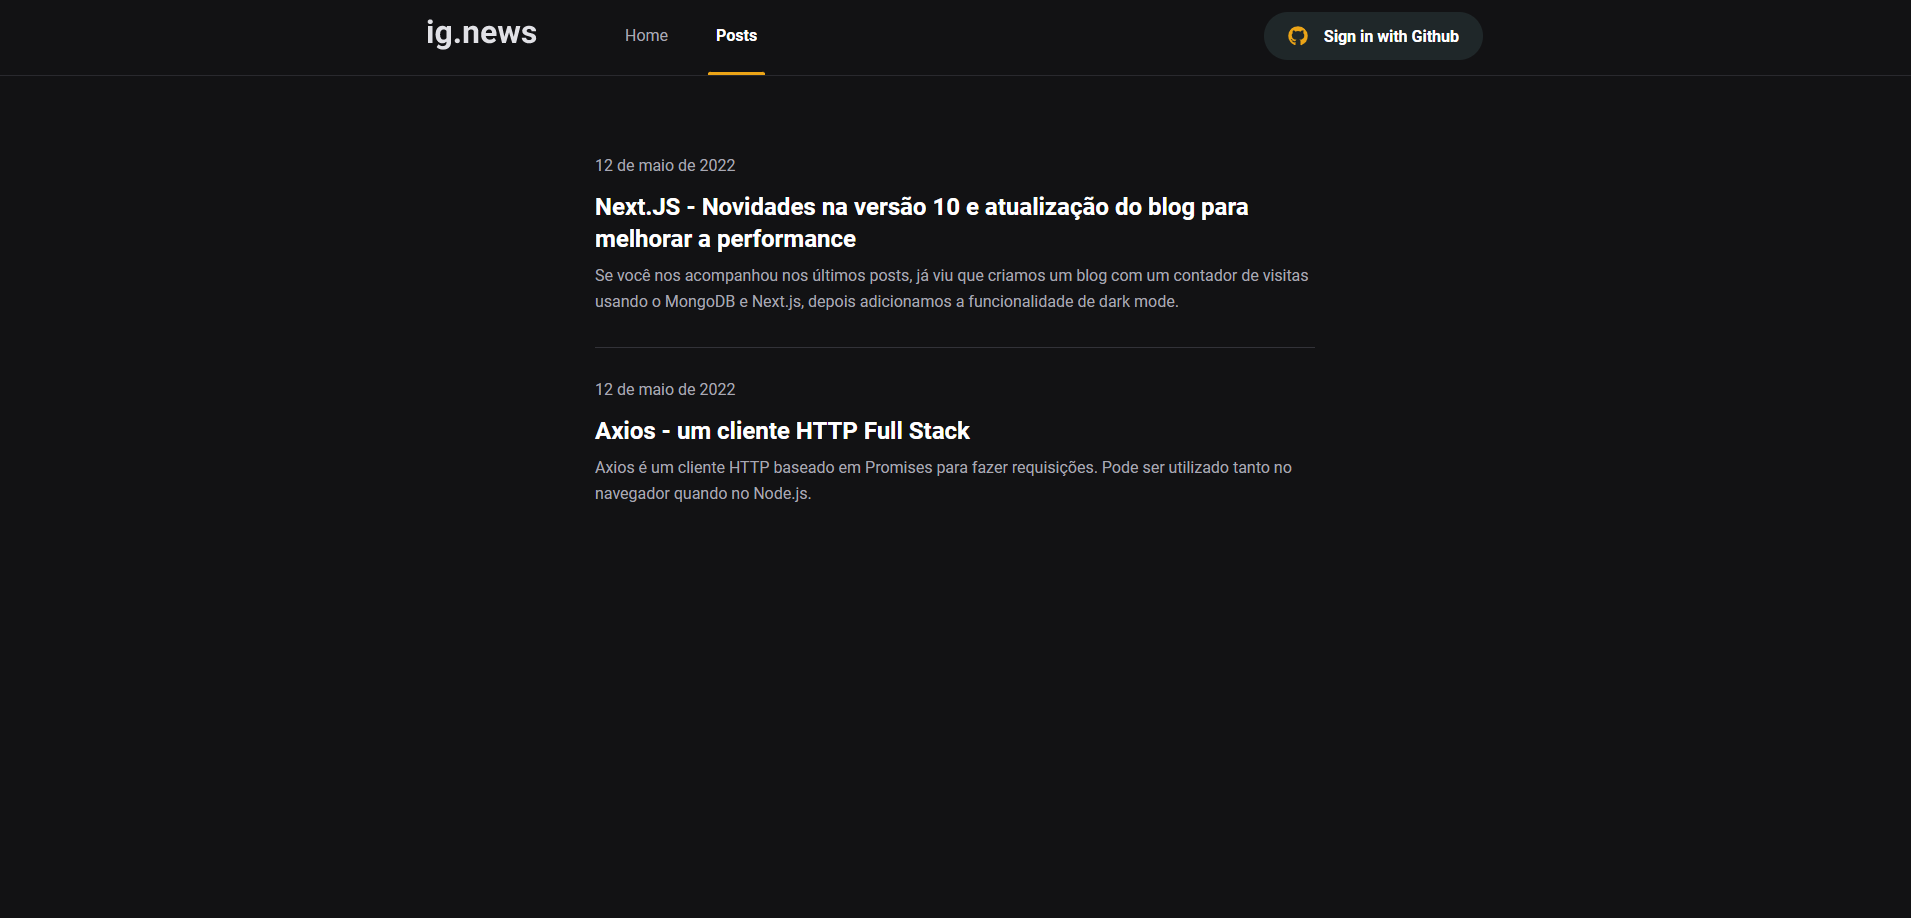 ig.news
Home
Posts
Sign in with Github
12 de maio de 2022
Next.JS - Novidades na versão 10 e atualização do blog para
melhorar a performance
Se você nos acompanhou nos últimos posts, já viu que criamos um blog com um contador de visitas
usando o MongoDB e Next.js, depois adicionamos a funcionalidade de dark mode.
12 de maio de 2022
Axios - um cliente HTTP Full Stack
Axios é um cliente HTTP baseado em Promises para fazer requisições. Pode ser utilizado tanto no
navegador quando no Node.js.